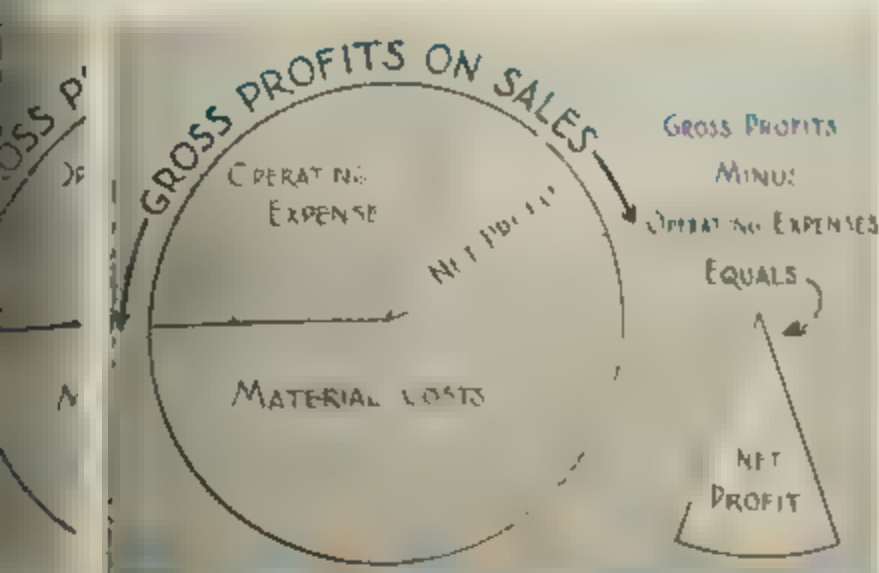 GROSS PROFITS ON SALES
OPERATING
EXPENSE
NET PROFIT
MATERIAL COSTS
GROSS PROFITS
MINUS
OPERATING EXPENSES
EQUALS
NET
PROFIT